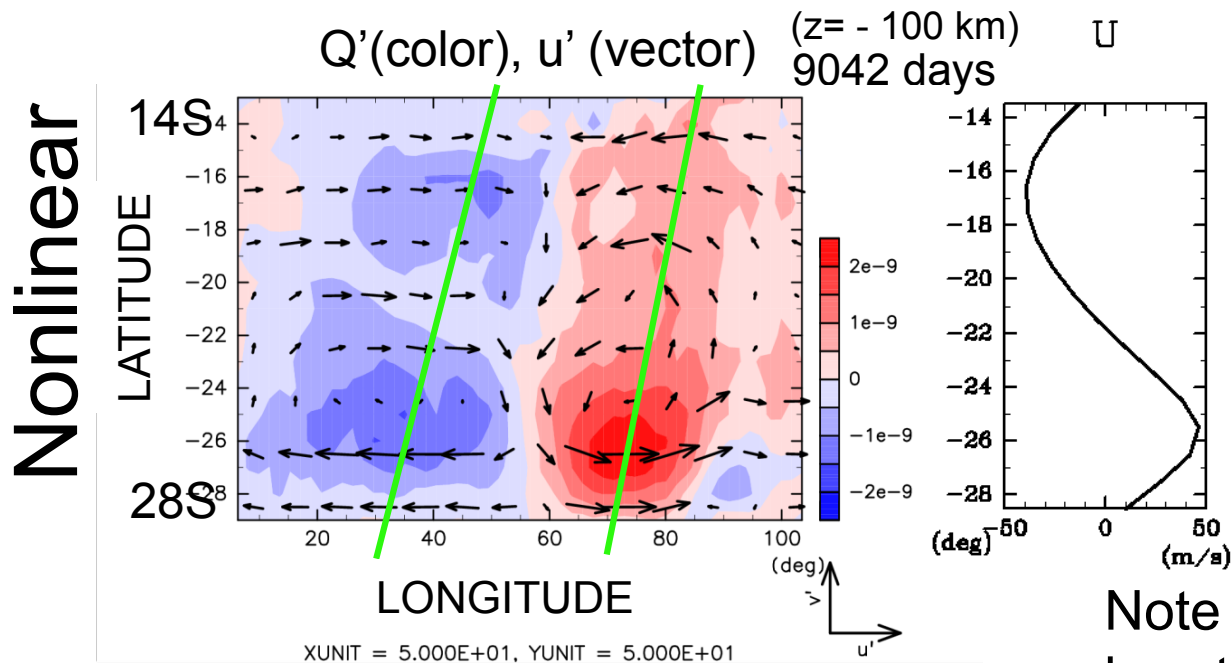 Q’(color), u’ (vector)
(z= - 100 km)
9042 days
U
Nonlinear
LATITUDE
14S
-14
-16
-18
-20
-22
-24
-26
28S
-28
20 40 60 80 100
(deg)
LONGITUDE
XUNIT = 5.000E+01, YUNIT = 5.000E+01
2e-9
1e-9
0
-1e-9
-2e-9
v'
u'
-14
-16
-18
-20
-22
-24
-26
-28
(deg)
-50 0 50
(m/s)
Note